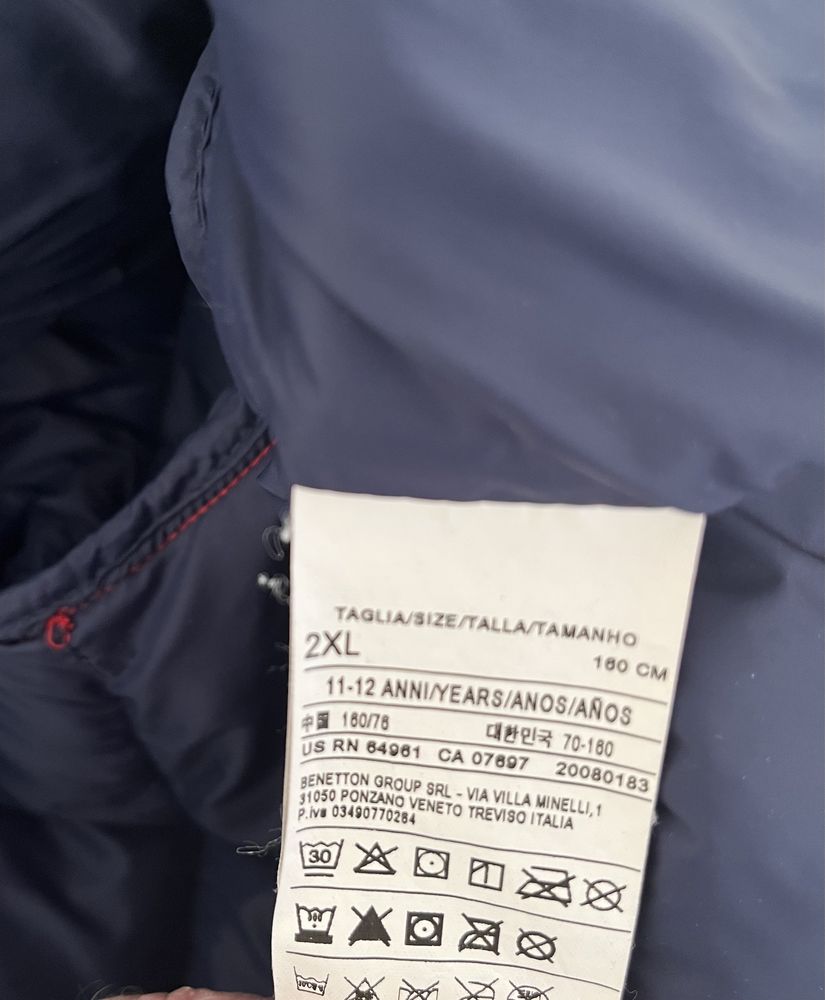 TAGLIA/SIZE/TALLA/TAMANHO
2XL 160 CM
11-12 ANNI/YEARS/ANOS/AÑOS
中国 160/76 대한민국 70-160
US RN 64961 CA 07697 20080183
BENETTON GROUP SRL - VIA VILLA MINELLI,1
31050 PONZANO VENETO TREVISO ITALIA
P.iva 03490770264
30